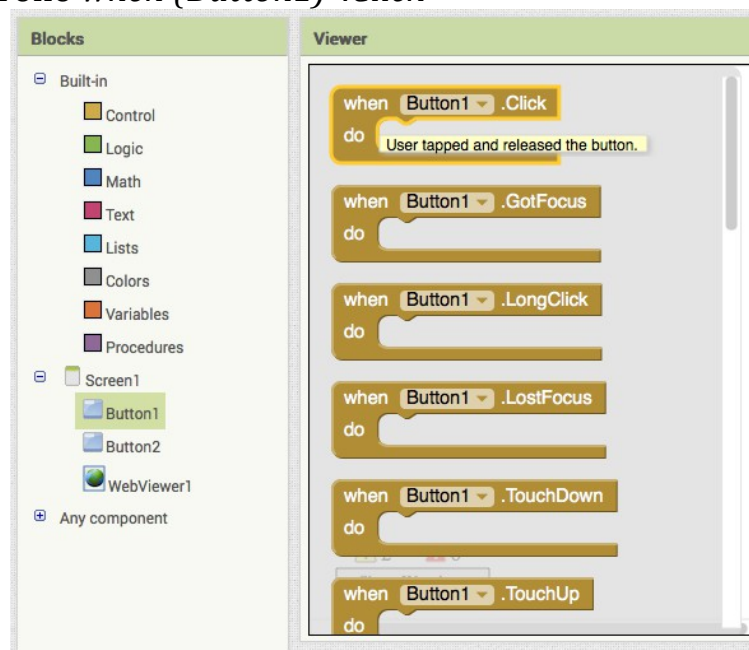 Blocks
Built-in
Control
Logic
Math
Text
Lists
Colors
Variables
Procedures
Screen1
Button1
Button2
WebViewer1
Any component
Viewer
when Button1 .Click
do
User tapped and released the button.
when Button1 .GotFocus
do
when Button1 .LongClick
do
when Button1 .LostFocus
do
when Button1 .TouchDown
do
when Button1 .TouchUp
do